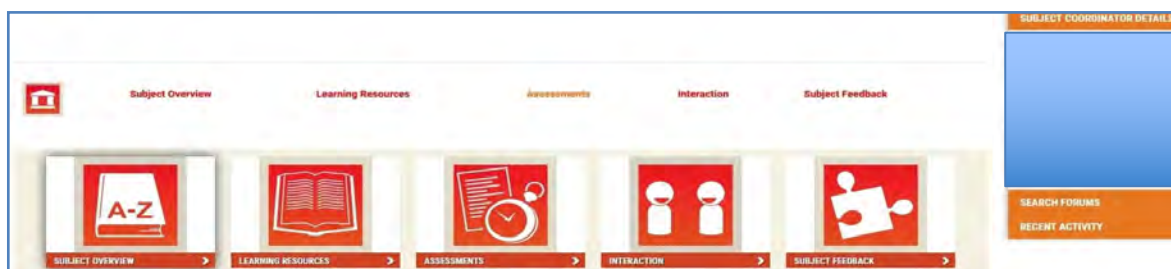 SUBJECT COORDINATOR DETAILS
Subject Overview Learning Resources Assessments Interaction Subject Feedback
A-Z
SUBJECT OVERVIEW LEARNING RESOURCES ASSESSMENTS INTERACTION SUBJECT FEEDBACK
SEARCH FORUMS
RECENT ACTIVITY